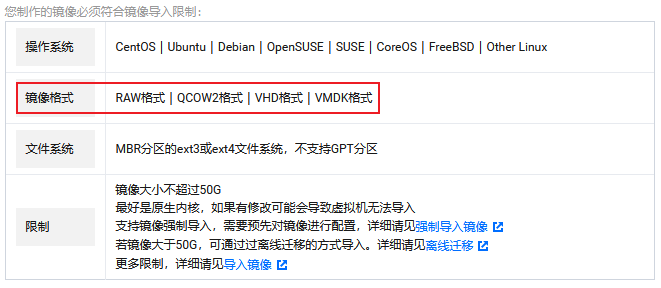 您制作的镜像必须符合镜像导入限制：
操作系统 CentOS | Ubuntu | Debian | OpenSUSE | SUSE | CoreOS | FreeBSD | Other Linux
镜像格式 RAW格式 | QCOW2格式 | VHD格式 | VMDK格式
文件系统 MBR分区的ext3或ext4文件系统，不支持GPT分区
镜像大小不超过50G
最好是原生内核，如果有修改可能会导致虚拟机无法导入
限制 支持镜像强制导入，需要预先对镜像进行配置，详细请见强制导入镜像
若镜像大于50G，可通过过离线迁移的方式导入。详细请见离线迁移
更多限制，详细请见导入镜像